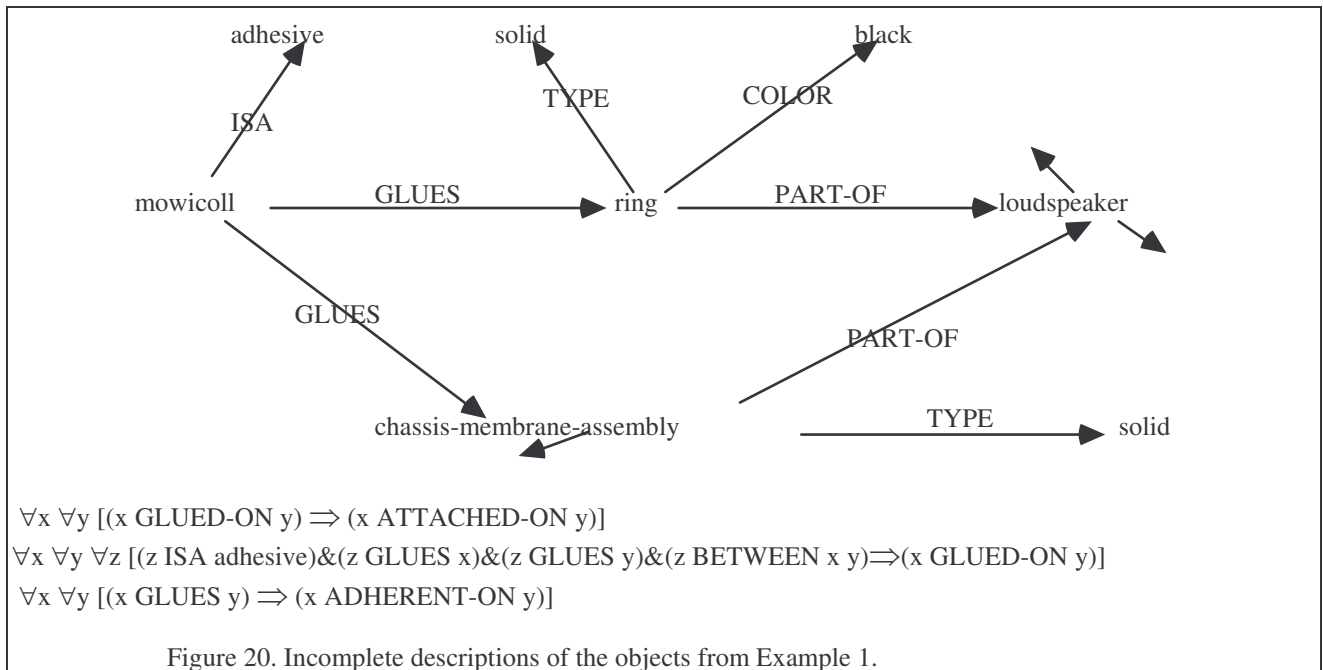 adhesive solid black
TYPE COLOR
ISA
mowicoll GLUES ring PART-OF loudspeaker
GLUES
PART-OF
chassis-membrane-assembly TYPE solid
∀x ∀y [(x GLUED-ON y) ⇒ (x ATTACHED-ON y)]
∀x ∀y ∀z [(z ISA adhesive)&(z GLUES x)&(z GLUES y)&(z BETWEEN x y)⇒(x GLUED-ON y)]
∀x ∀y [(x GLUES y) ⇒ (x ADHERENT-ON y)]
Figure 20. Incomplete descriptions of the objects from Example 1.